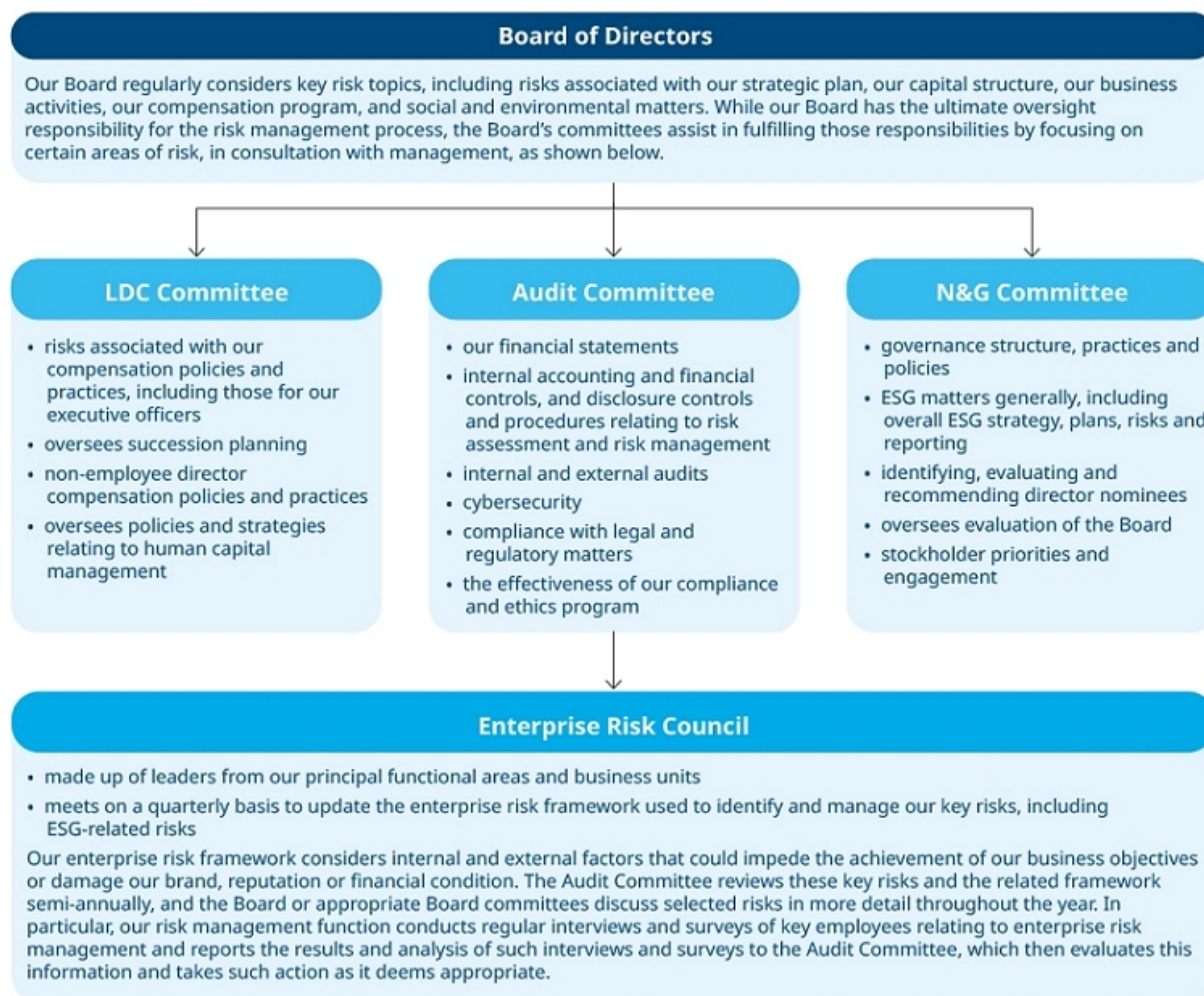 Board of Directors
Our Board regularly considers key risk topics, including risks associated with our strategic plan, our capital structure, our business
activities, our compensation program, and social and environmental matters. While our Board has the ultimate oversight
responsibility for the risk management process, the Board's committees assist in fulfilling those responsibilities by focusing on
certain areas of risk, in consultation with management, as shown below.
LDC Committee
• risks associated with our
compensation policies and
practices, including those for our
executive officers
• oversees succession planning
• non-employee director
compensation policies and practices
• oversees policies and strategies
relating to human capital
management
Audit Committee
• our financial statements
• internal accounting and financial
controls, and disclosure controls
and procedures relating to risk
assessment and risk management
• internal and external audits
• cybersecurity
• compliance with legal and
regulatory matters
• the effectiveness of our compliance
and ethics program
N&G Committee
• governance structure, practices and
policies
• ESG matters generally, including
overall ESG strategy, plans, risks and
reporting
• identifying, evaluating and
recommending director nominees
• oversees evaluation of the Board
• stockholder priorities and
engagement
Enterprise Risk Council
• made up of leaders from our principal functional areas and business units
• meets on a quarterly basis to update the enterprise risk framework used to identify and manage our key risks, including
ESG-related risks
Our enterprise risk framework considers internal and external factors that could impede the achievement of our business objectives
or damage our brand, reputation or financial condition. The Audit Committee reviews these key risks and the related framework
semi-annually, and the Board or appropriate Board committees discuss selected risks in more detail throughout the year. In
particular, our risk management function conducts regular interviews and surveys of key employees relating to enterprise risk
management and reports the results and analysis of such interviews and surveys to the Audit Committee, which then evaluates this
information and takes such action as it deems appropriate.